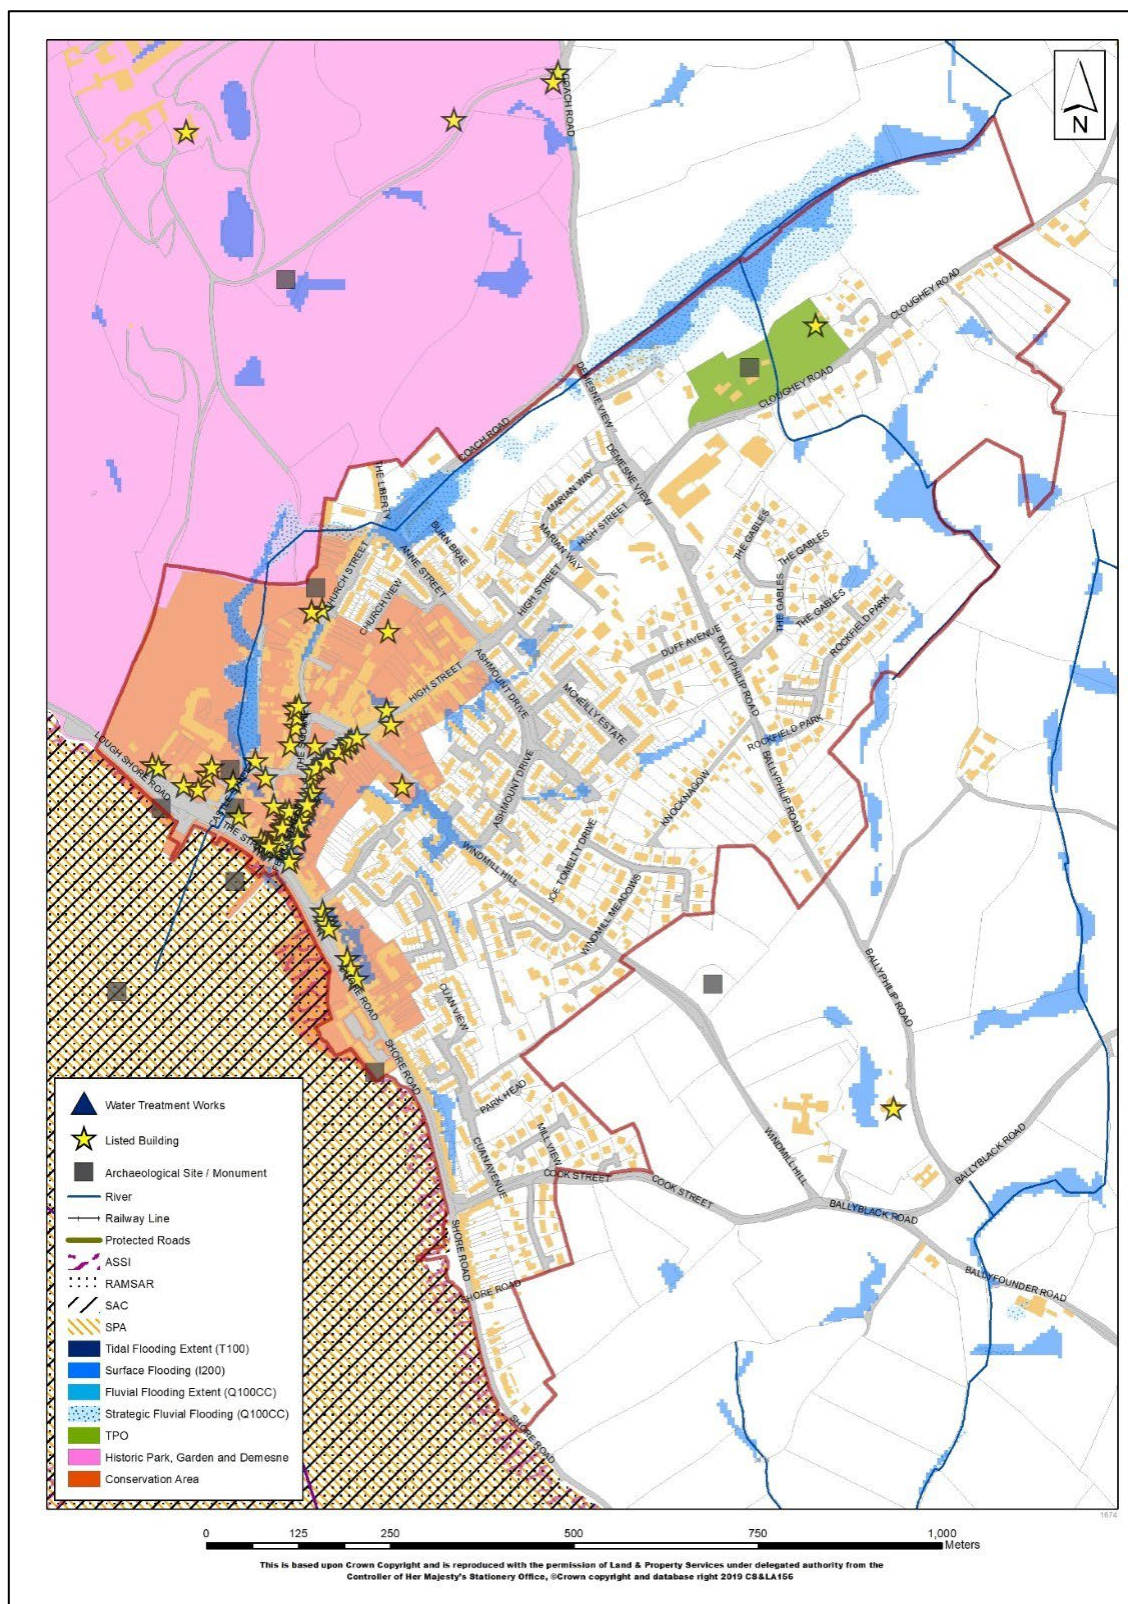 N
COACH ROAD
CLOUGHEY ROAD
CLOUGHEY ROAD
DEMESNE VIEW
DEMESNE VIEW
COACH ROAD
THE LIBERTY
MARIAN WAY
MARIAN WAY
HIGH STREET
BURN BRAE
ANNE STREET
CHURCH STREET
CHURCH VIEW
HIGH STREET
THE GABLES
THE GABLES
THE GABLES
THE GABLES
ROCKFIELD PARK
DUFF AVENUE
BALLYPHILIP ROAD
HIGH STREET
ASHMOUNT DRIVE
MCNEILLY ESTATE
ROCKFIELD PARK
THE SQUARE
LOUGH SHORE ROAD
CASTLE STREET
THE STRAND
ASHMOUNT DRIVE
KNOCKNAGOW
BALLYPHILIP ROAD
WINDMILL HILL
JOE TOMELTY DRIVE
WINDMILL MEADOWS
SHORE ROAD
CUAN VIEW
BALLYPHILIP ROAD
SHORE ROAD
PARK HEAD
MILL VIEW
CUAN AVENUE
COOK STREET
COOK STREET
WINDMILL HILL
BALLYBLACK ROAD
BALLYBLACK ROAD
SHORE ROAD
SHORE ROAD
BALLYFOUNDER ROAD
SHORE ROAD
Water Treatment Works
Listed Building
Archaeological Site / Monument
River
Railway Line
Protected Roads
ASSI
RAMSAR
SAC
SPA
Tidal Flooding Extent (T100)
Surface Flooding (I200)
Fluvial Flooding Extent (Q100CC)
Strategic Fluvial Flooding (Q100CC)
TPO
Historic Park, Garden and Demesne
Conservation Area
1674
0 125 250 500 750 1,000
Meters
This is based upon Crown Copyright and is reproduced with the permission of Land & Property Services under delegated authority from the
Controller of Her Majesty's Stationery Office, ©Crown copyright and database right 2019 CS&LA156